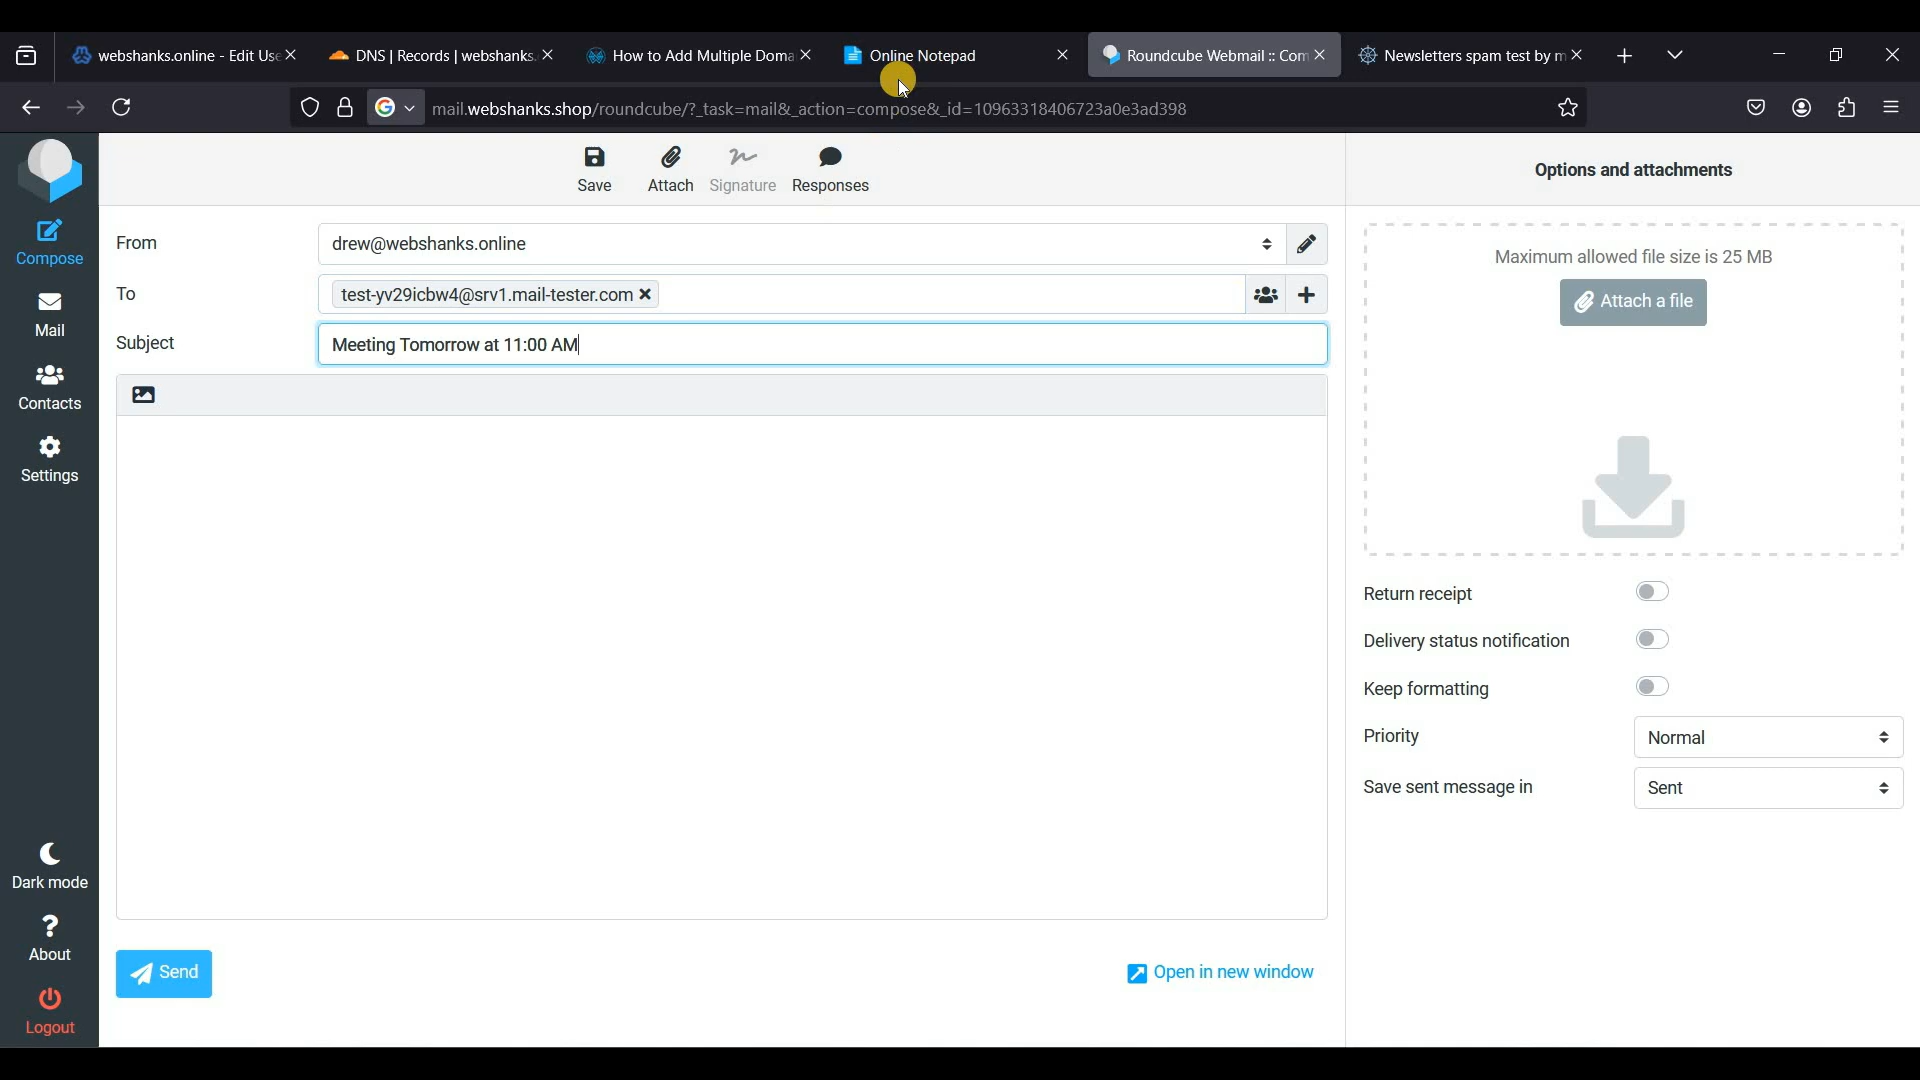 webshanks.online - Edit Use
DNS | Records | webshanks.
How to Add Multiple Doma
Online Notepad
Roundcube Webmail :: Com
Newsletters spam test by m
mail.webshanks.shop/roundcube/?_task=mail&_action=compose&_id=10963318406723a0e3ad398
Save
Attach
Signature
Responses
Options and attachments
Compose
Mail
Contacts
Settings
Dark mode
About
Logout
From
drew@webshanks.online
To
test-yv29icbw4@srv1.mail-tester.com
Subject
Meeting Tomorrow at 11:00 AM
Send
Open in new window
Maximum allowed file size is 25 MB
Attach a file
Return receipt
Delivery status notification
Keep formatting
Priority
Normal
Save sent message in
Sent